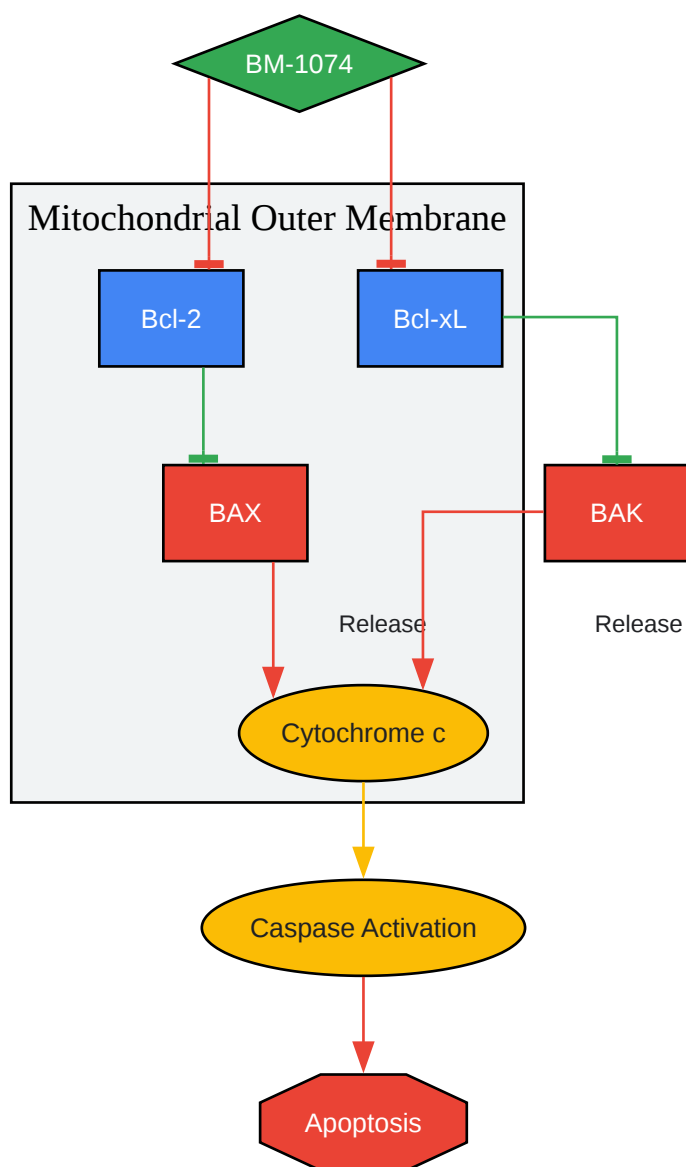 BM-1074
Mitochondrial Outer Membrane
Bcl-2
Bcl-xL
BAX
BAK
Release
Release
Cytochrome c
Caspase Activation
Apoptosis